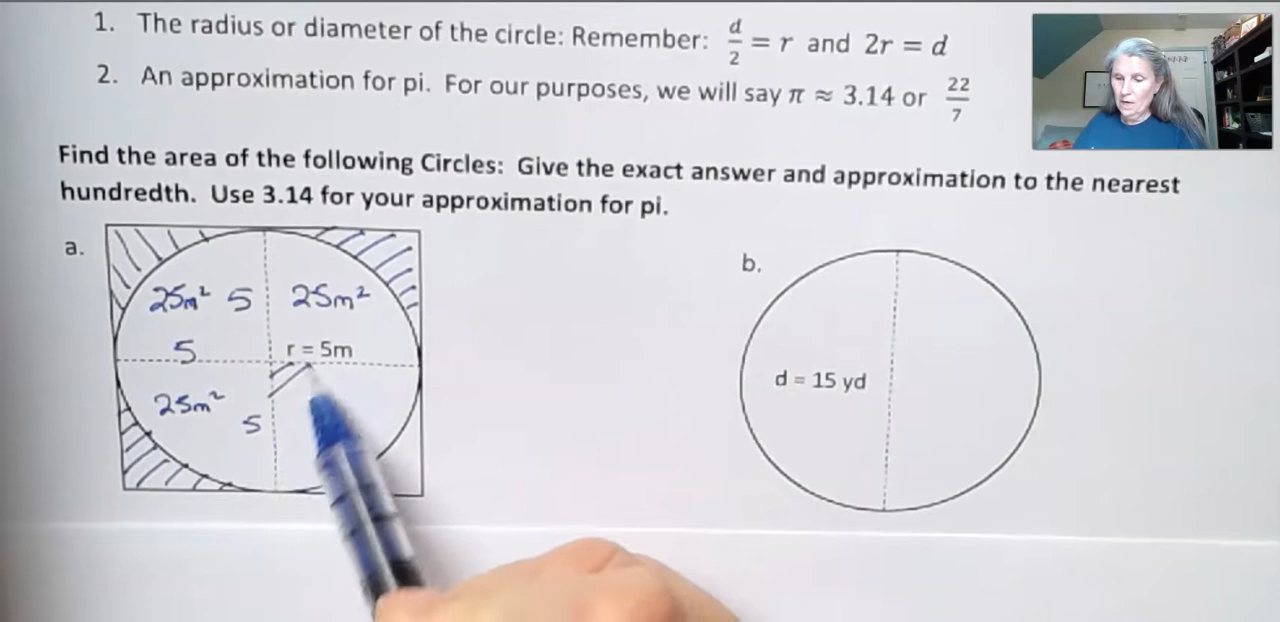 1. The radius or diameter of the circle: Remember: d/2 = r and 2r = d
2. An approximation for pi. For our purposes, we will say π ≈ 3.14 or 22/7
Find the area of the following Circles: Give the exact answer and approximation to the nearest
hundredth. Use 3.14 for your approximation for pi.
a.
25m² 5 25m²
5 r = 5m
25m²
5
b.
d = 15 yd